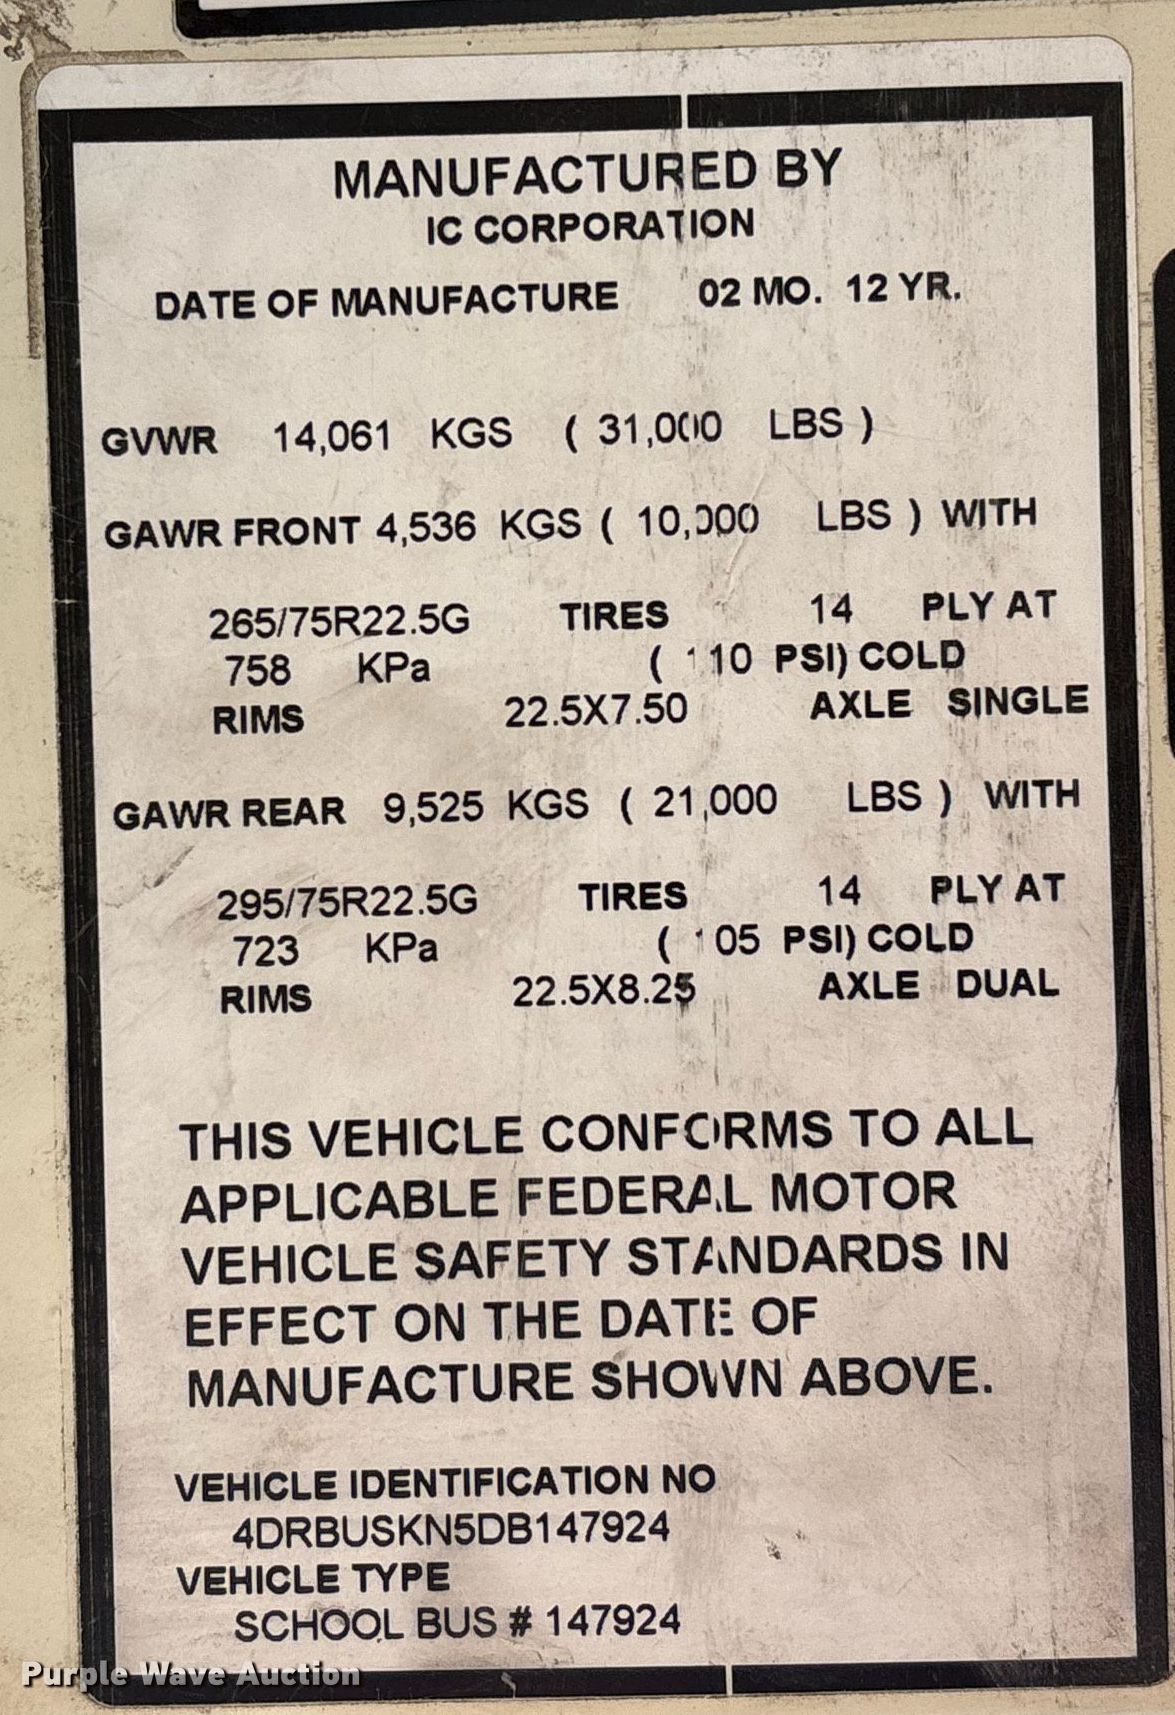 MANUFACTURED BY
IC CORPORATION
DATE OF MANUFACTURE 02 MO. 12 YR.
GVWR 14,061 KGS ( 31,000 LBS )
GAWR FRONT 4,536 KGS ( 10,000 LBS ) WITH
265/75R22.5G TIRES 14 PLY AT
758 KPa ( 110 PSI) COLD
RIMS 22.5X7.50 AXLE SINGLE
GAWR REAR 9,525 KGS ( 21,000 LBS ) WITH
295/75R22.5G TIRES 14 PLY AT
723 KPa ( 105 PSI) COLD
RIMS 22.5X8.25 AXLE DUAL
THIS VEHICLE CONFORMS TO ALL
APPLICABLE FEDERAL MOTOR
VEHICLE SAFETY STANDARDS IN
EFFECT ON THE DATE OF
MANUFACTURE SHOWN ABOVE.
VEHICLE IDENTIFICATION NO
4DRBUSKN5DB147924
VEHICLE TYPE
SCHOOL BUS # 147924
Purple Wave Auction